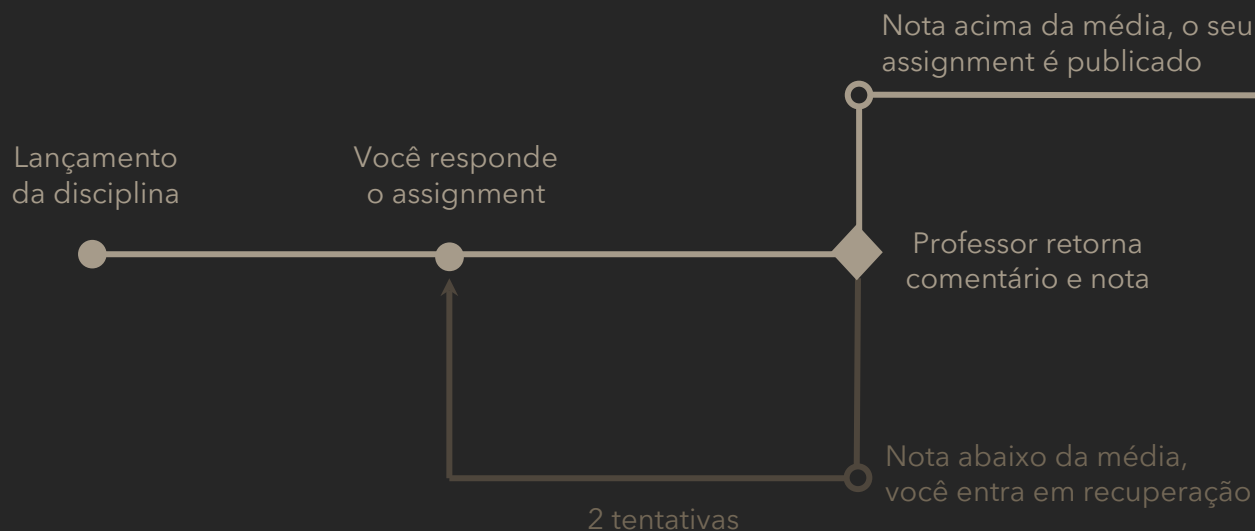 Nota acima da média, o seu
assignment é publicado
Lançamento
da disciplina
Você responde
o assignment
Professor retorna
comentário e nota
Nota abaixo da média,
você entra em recuperação
2 tentativas